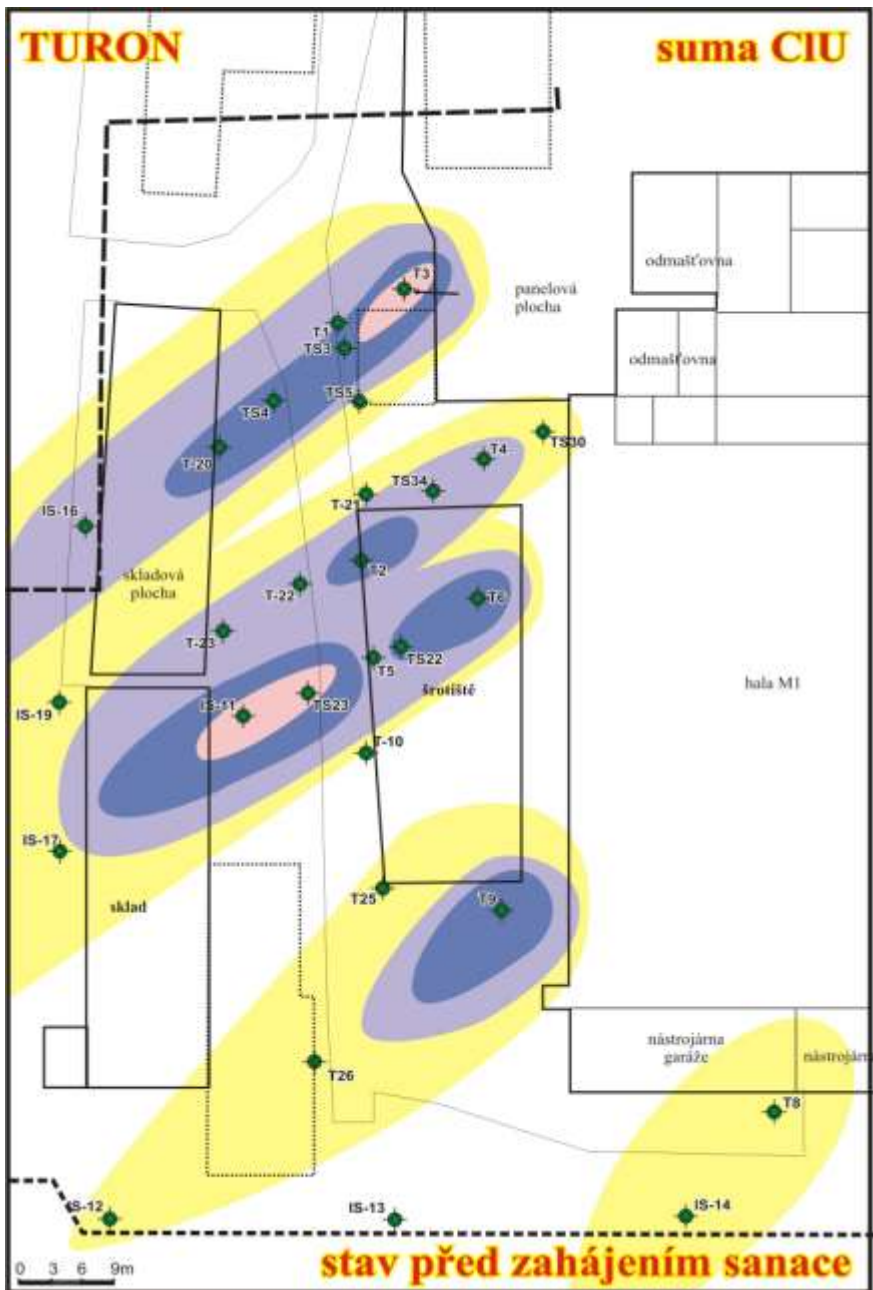 TURON
suma ClU
odmašťovna
T3
panelová
plocha
T1
TS3
odmašťovna
TS5
TS4
T-20
TS30
T4
TS34
T-21
IS-16
T2
skladová
plocha
T-22
T6
T-23
TS22
T5
šrotiště
hala M1
IS-19
IS-11
TS23
T-10
IS-17
sklad
T25
T9
nástrojárna
garáže
nástrojárna
T26
T8
IS-12
IS-13
IS-14
stav před zahájením sanace
0 3 6 9m